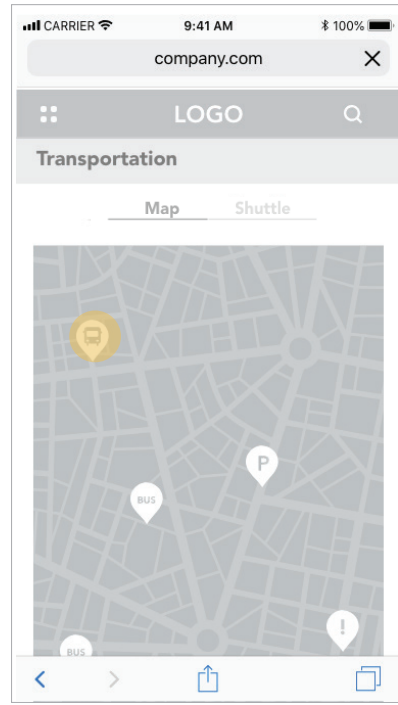 CARRIER 9:41 AM 100%
company.com
LOGO
Transportation
Map Shuttle
P
BUS
!
BUS